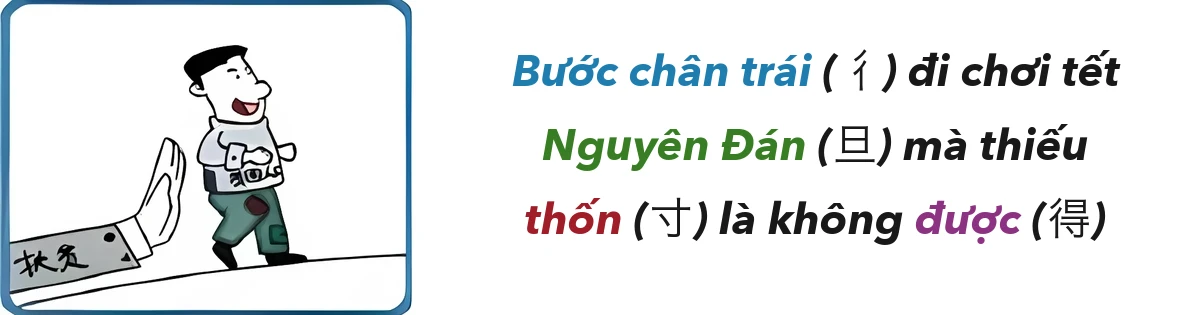 扶贫
Bước chân trái (彳) đi chơi tết
Nguyên Đán (旦) mà thiếu
thốn (寸) là không được (得)